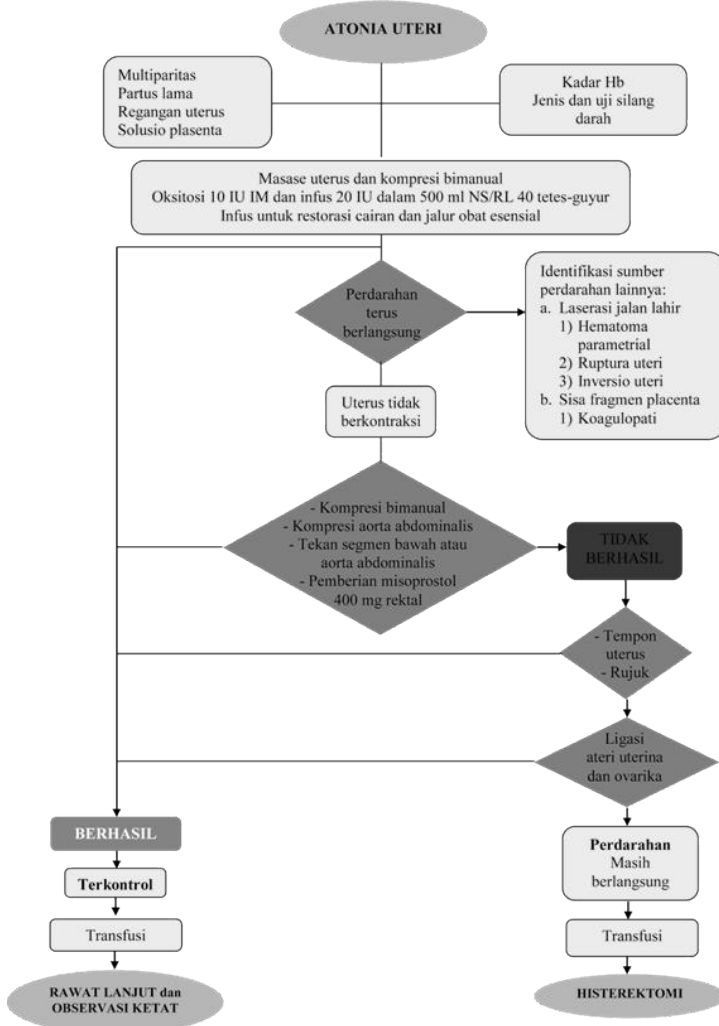 ATONIA UTERI
Multiparitas
Partus lama
Regangan uterus
Solusio plasenta
Kadar Hb
Jenis dan uji silang
darah
Masase uterus dan kompresi bimanual
Oksitosi 10 IU IM dan infus 20 IU dalam 500 ml NS/RL 40 tetes-guyur
Infus untuk restorasi cairan dan jalur obat esensial
Perdarahan
terus
berlangsung
Identifikasi sumber
perdarahan lainnya:
a. Laserasi jalan lahir
1) Hematoma
parametrial
2) Ruptura uteri
3) Inversio uteri
b. Sisa fragmen placenta
1) Koagulopati
Uterus tidak
berkontraksi
- Kompresi bimanual
- Kompresi aorta abdominalis
- Tekan segmen bawah atau
aorta abdominalis
- Pemberian misoprostol
400 mg rektal
TIDAK
BERHASIL
- Tempon
uterus
- Rujuk
Ligasi
ateri uterina
dan ovarika
BERHASIL
Terkontrol
Transfusi
RAWAT LANJUT dan
OBSERVASI KETAT
Perdarahan
Masih
berlangsung
Transfusi
HISTEREKTOMI